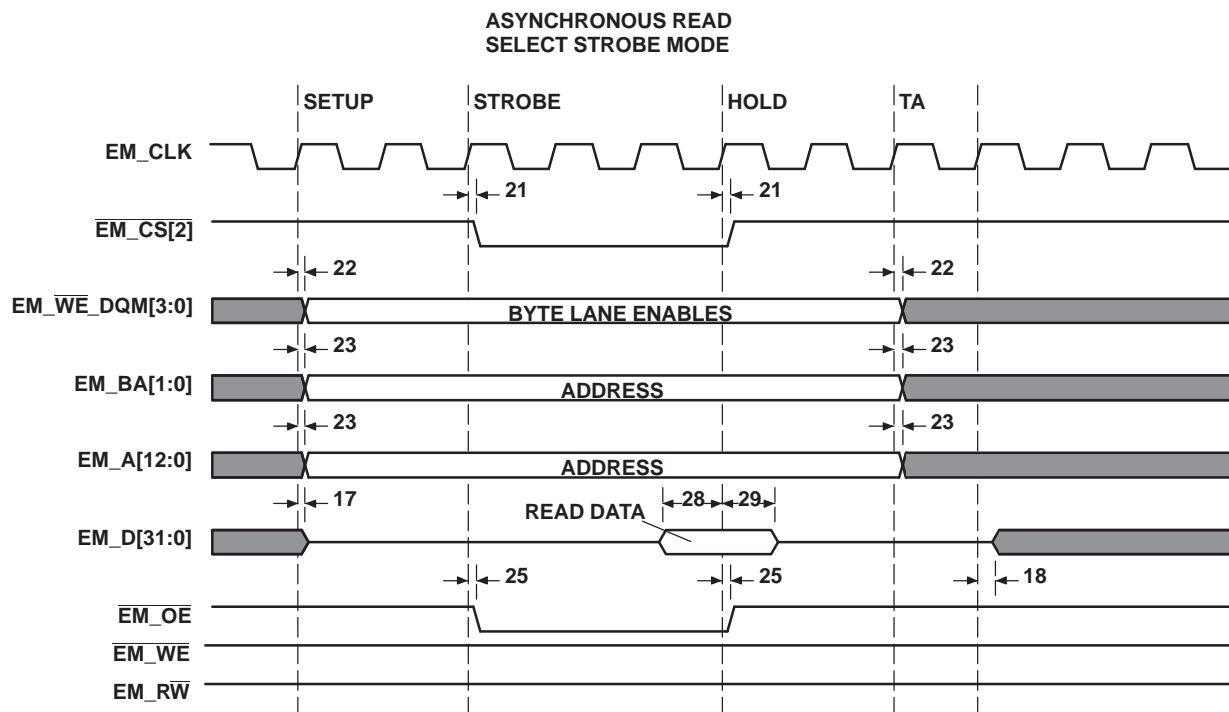 ASYNCHRONOUS READ
SELECT STROBE MODE
SETUP STROBE HOLD TA
EM_CLK
21 21
EM_CS[2]
22 22
EM_WE_DQM[3:0] BYTE LANE ENABLES
23 23
EM_BA[1:0] ADDRESS
23 23
EM_A[12:0] ADDRESS
17 28 29
READ DATA
EM_D[31:0]
25 25 18
EM_OE
EM_WE
EM_RW